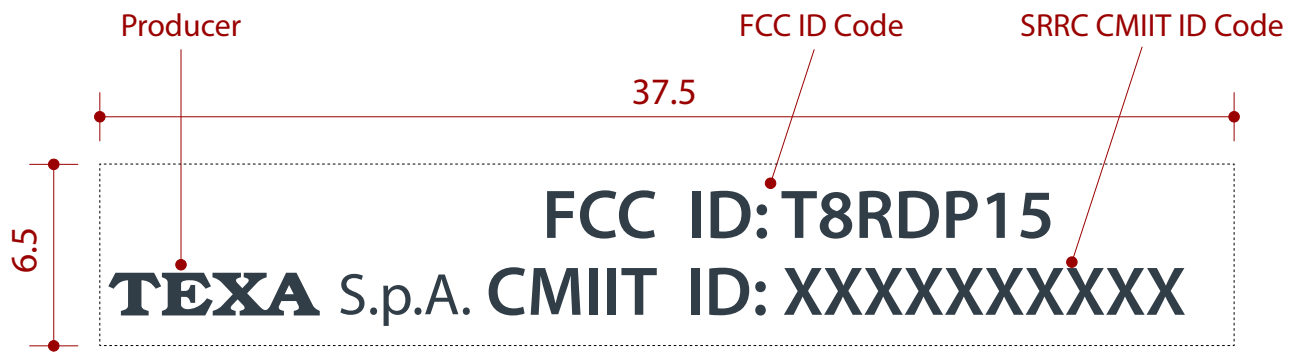 Producer FCC ID Code SRRC CMIIT ID Code
37.5
6.5
FCC ID: T8RDP15
TEXA S.p.A. CMIIT ID: XXXXXXXXXX